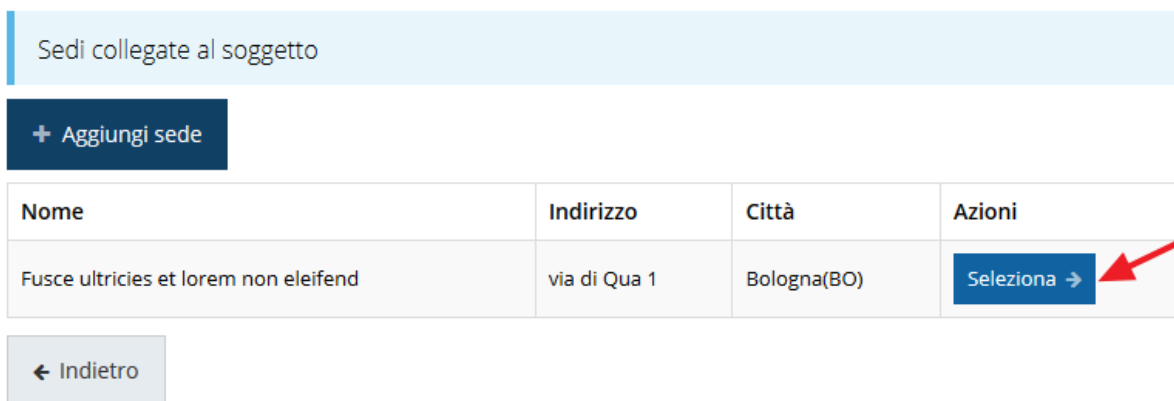 Sedi collegate al soggetto
+ Aggiungi sede
Nome Indirizzo Città Azioni
Fusce ultricies et lorem non eleifend via di Qua 1 Bologna(BO) Seleziona →
← Indietro